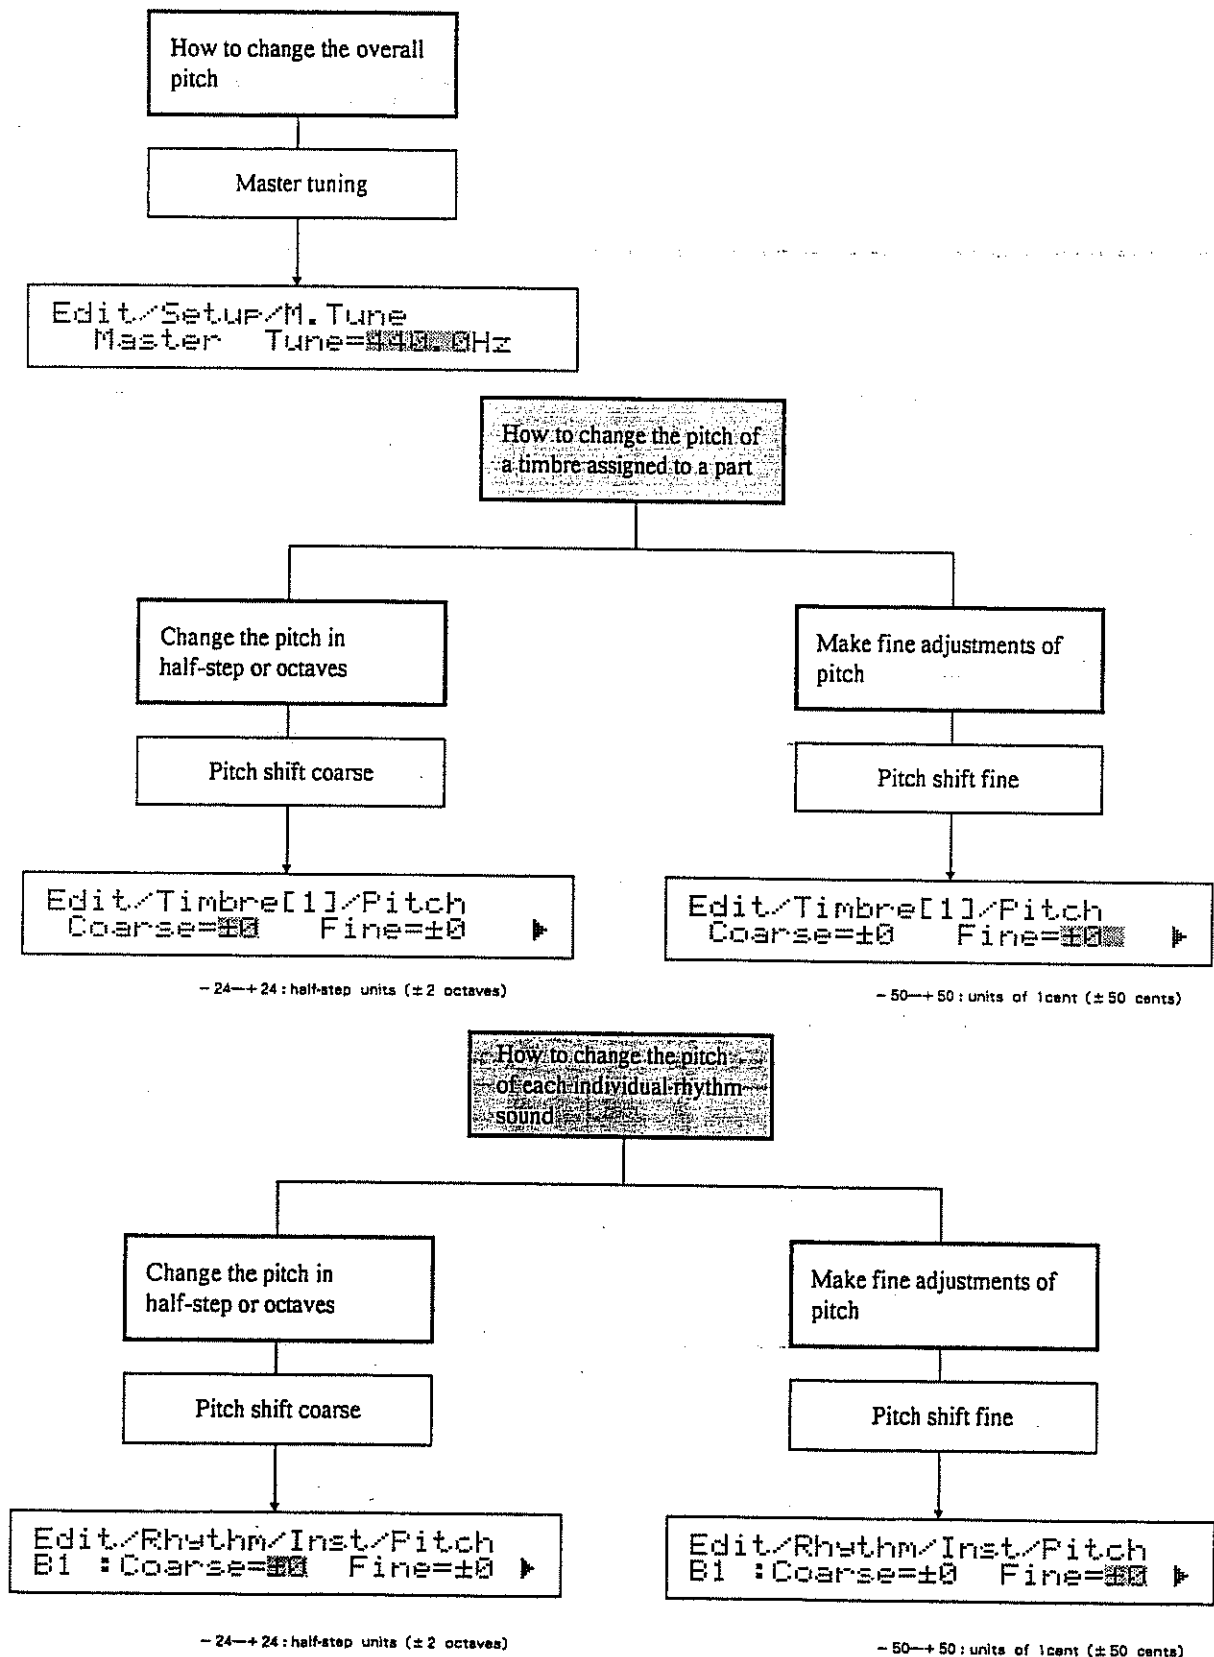 How to change the overall
pitch
Master tuning
Edit/Setup/M.Tune
Master Tune=440.0Hz
How to change the pitch of
a timbre assigned to a part
Change the pitch in
half-step or octaves
Make fine adjustments of
pitch
Pitch shift coarse
Pitch shift fine
Edit/Timbre[1]/Pitch
Coarse=±0 Fine=±0
Edit/Timbre[1]/Pitch
Coarse=±0 Fine=±0
−24—+24: half-step units (±2 octaves)
−50—+50: units of 1cent (±50 cents)
How to change the pitch
of each individual rhythm
sound
Change the pitch in
half-step or octaves
Make fine adjustments of
pitch
Pitch shift coarse
Pitch shift fine
Edit/Rhythm/Inst/Pitch
B1 :Coarse=±0 Fine=±0
Edit/Rhythm/Inst/Pitch
B1 :Coarse=±0 Fine=±0
−24—+24: half-step units (±2 octaves)
−50—+50: units of 1cent (±50 cents)